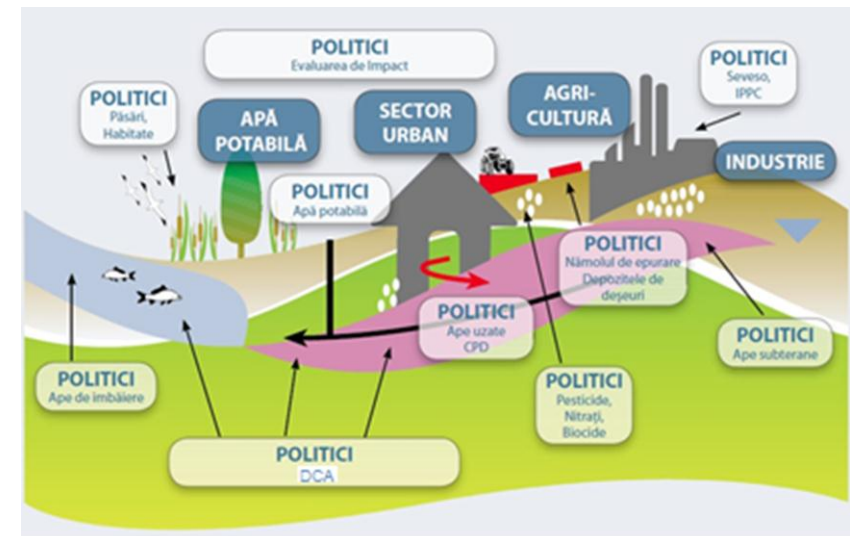 POLITICI
Evaluarea de Impact
POLITICI
Păsări,
Habitate
APĂ
POTABILĂ
SECTOR
URBAN
AGRI-
CULTURĂ
POLITICI
Seveso,
IPPC
INDUSTRIE
POLITICI
Apă potabilă
POLITICI
Nămolul de epurare
Depozitele de
deșeuri
POLITICI
Ape uzate
CPD
POLITICI
Ape subterane
POLITICI
Ape de imbăiere
POLITICI
Pesticide,
Nitrați,
Biocide
POLITICI
DCA